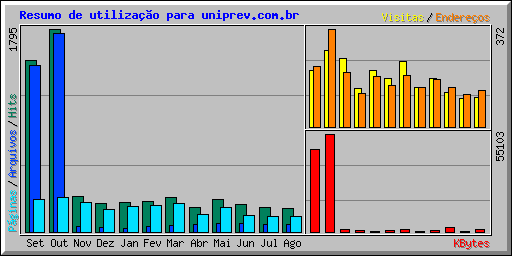 Resumo de utilização para uniprev.com.br
Visitas / Endereços
1795
372
Páginas / Arquivos / Hits
55103
Set Out Nov Dez Jan Fev Mar Abr Mai Jun Jul Ago
KBytes